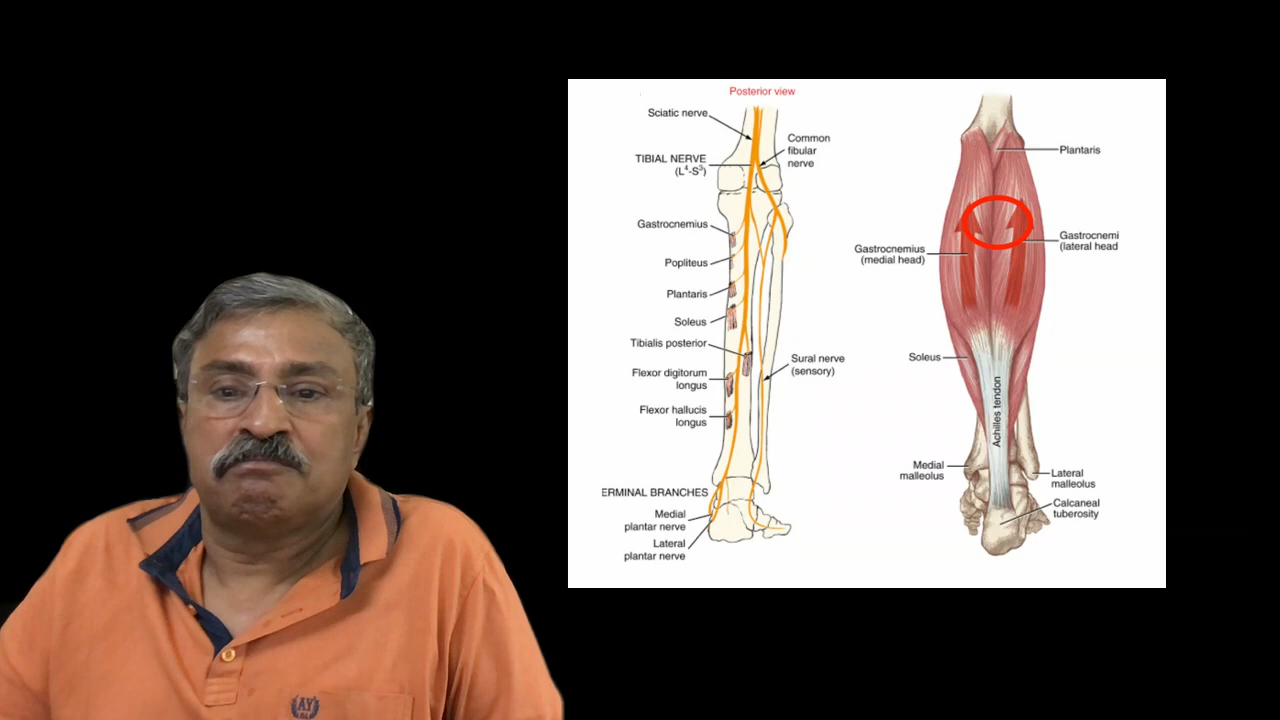 Posterior view
Sciatic nerve
Common
fibular
nerve
TIBIAL NERVE
(L⁴-S³)
Gastrocnemius
Popliteus
Plantaris
Soleus
Tibialis posterior
Flexor digitorum
longus
Flexor hallucis
longus
Sural nerve
(sensory)
ERMINAL BRANCHES
Medial
plantar nerve
Lateral
plantar nerve
Plantaris
Gastrocnemius
(medial head)
Gastrocnemi
(lateral head
Soleus
Achilles tendon
Medial
malleolus
Lateral
malleolus
Calcaneal
tuberosity
AY